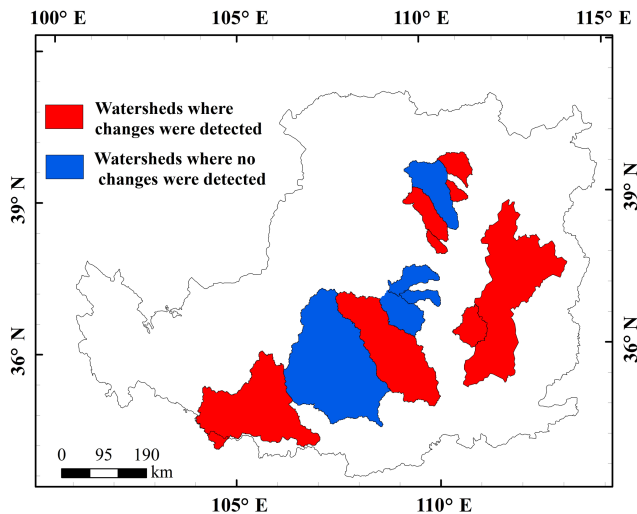 100° E 105° E 110° E 115° E
Watersheds where
changes were detected
Watersheds where no
changes were detected
39° N 39° N
36° N 36° N
0 95 190
km
105° E 110° E